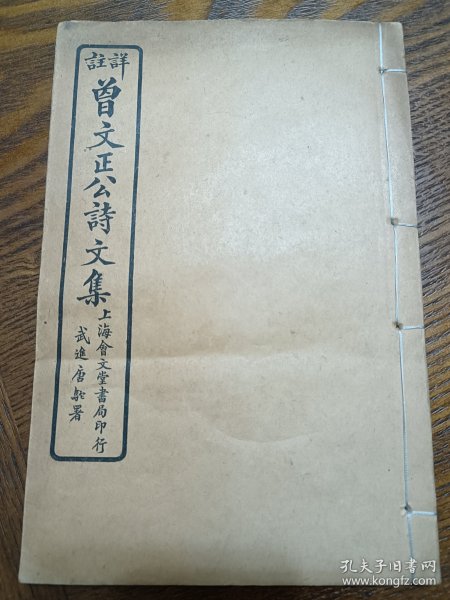 詳註
曾文正公詩文集
上海會文堂書局印行
武進唐駝署
孔夫子旧书网
www.kongfz.com